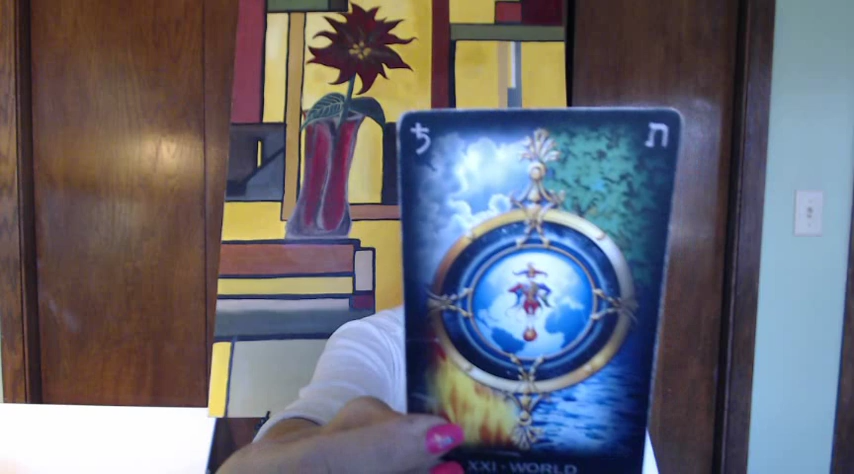 ♄ ת
XXI · WORLD